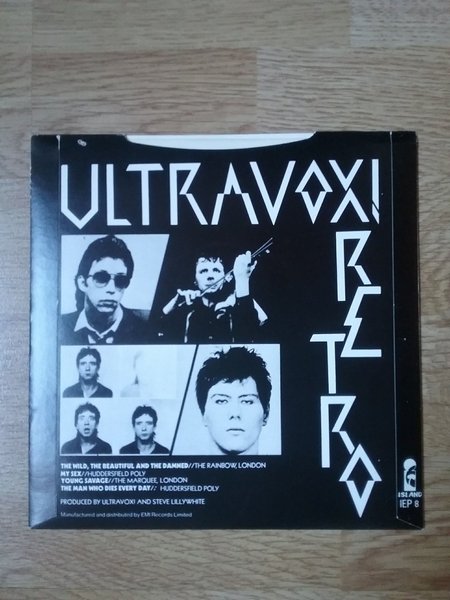 ULTRAVOX!
RETRO
THE WILD, THE BEAUTIFUL AND THE DAMNED//THE RAINBOW, LONDON
MY SEX//HUDDERSFIELD POLY
YOUNG SAVAGE//THE MARQUEE, LONDON
THE MAN WHO DIES EVERY DAY// HUDDERSFIELD POLY
PRODUCED BY ULTRAVOX! AND STEVE LILLYWHITE
Manufactured and distributed by EMI Records Limited
ISLAND
IEP 8